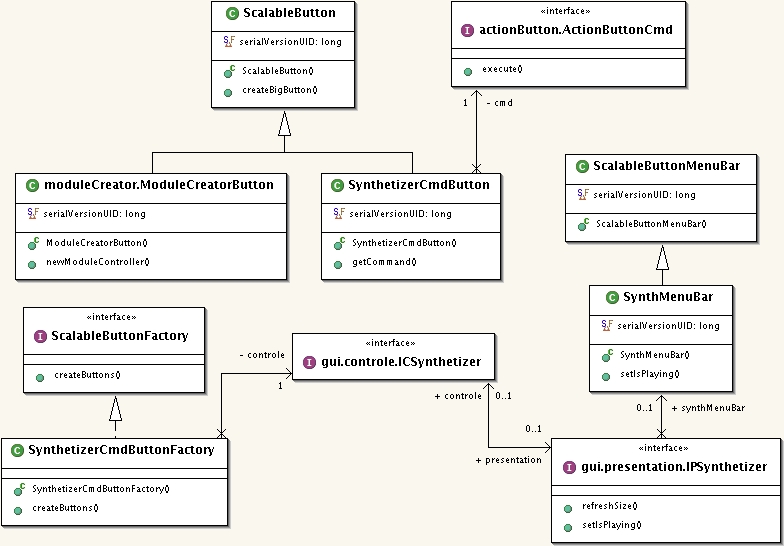 C ScalableButton
SF serialVersionUID: long
C ScalableButton()
createBigButton()
«interface»
I actionButton.ActionButtonCmd
execute()
1 - cmd
C moduleCreator.ModuleCreatorButton
SF serialVersionUID: long
C ModuleCreatorButton()
newModuleController()
C SynthetizerCmdButton
SF serialVersionUID: long
C SynthetizerCmdButton()
getCommand()
C ScalableButtonMenuBar
SF serialVersionUID: long
C ScalableButtonMenuBar()
C SynthMenuBar
SF serialVersionUID: long
C SynthMenuBar()
setIsPlaying()
«interface»
I ScalableButtonFactory
createButtons()
- controle
1
«interface»
I gui.controle.ICSynthetizer
+ controle 0..1
0..1
+ presentation
0..1 + synthMenuBar
C SynthetizerCmdButtonFactory
C SynthetizerCmdButtonFactory()
createButtons()
«interface»
I gui.presentation.IPSynthetizer
refreshSize()
setIsPlaying()